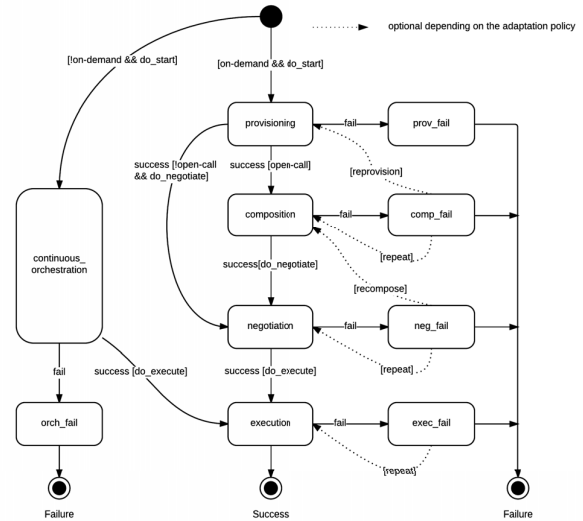 optional depending on the adaptation policy
[!on-demand && do_start]
[on-demand && do_start]
provisioning
fail
prov_fail
success [!open-call
&& do_negotiate]
success [open-call]
[reprovision]
composition
fail
comp_fail
continuous_
orchestration
[repeat]
success[do_negotiate]
[recompose]
negotiation
fail
neg_fail
fail
success [do_execute]
success [do_execute]
[repeat]
orch_fail
execution
fail
exec_fail
[repeat]
Failure
Success
Failure